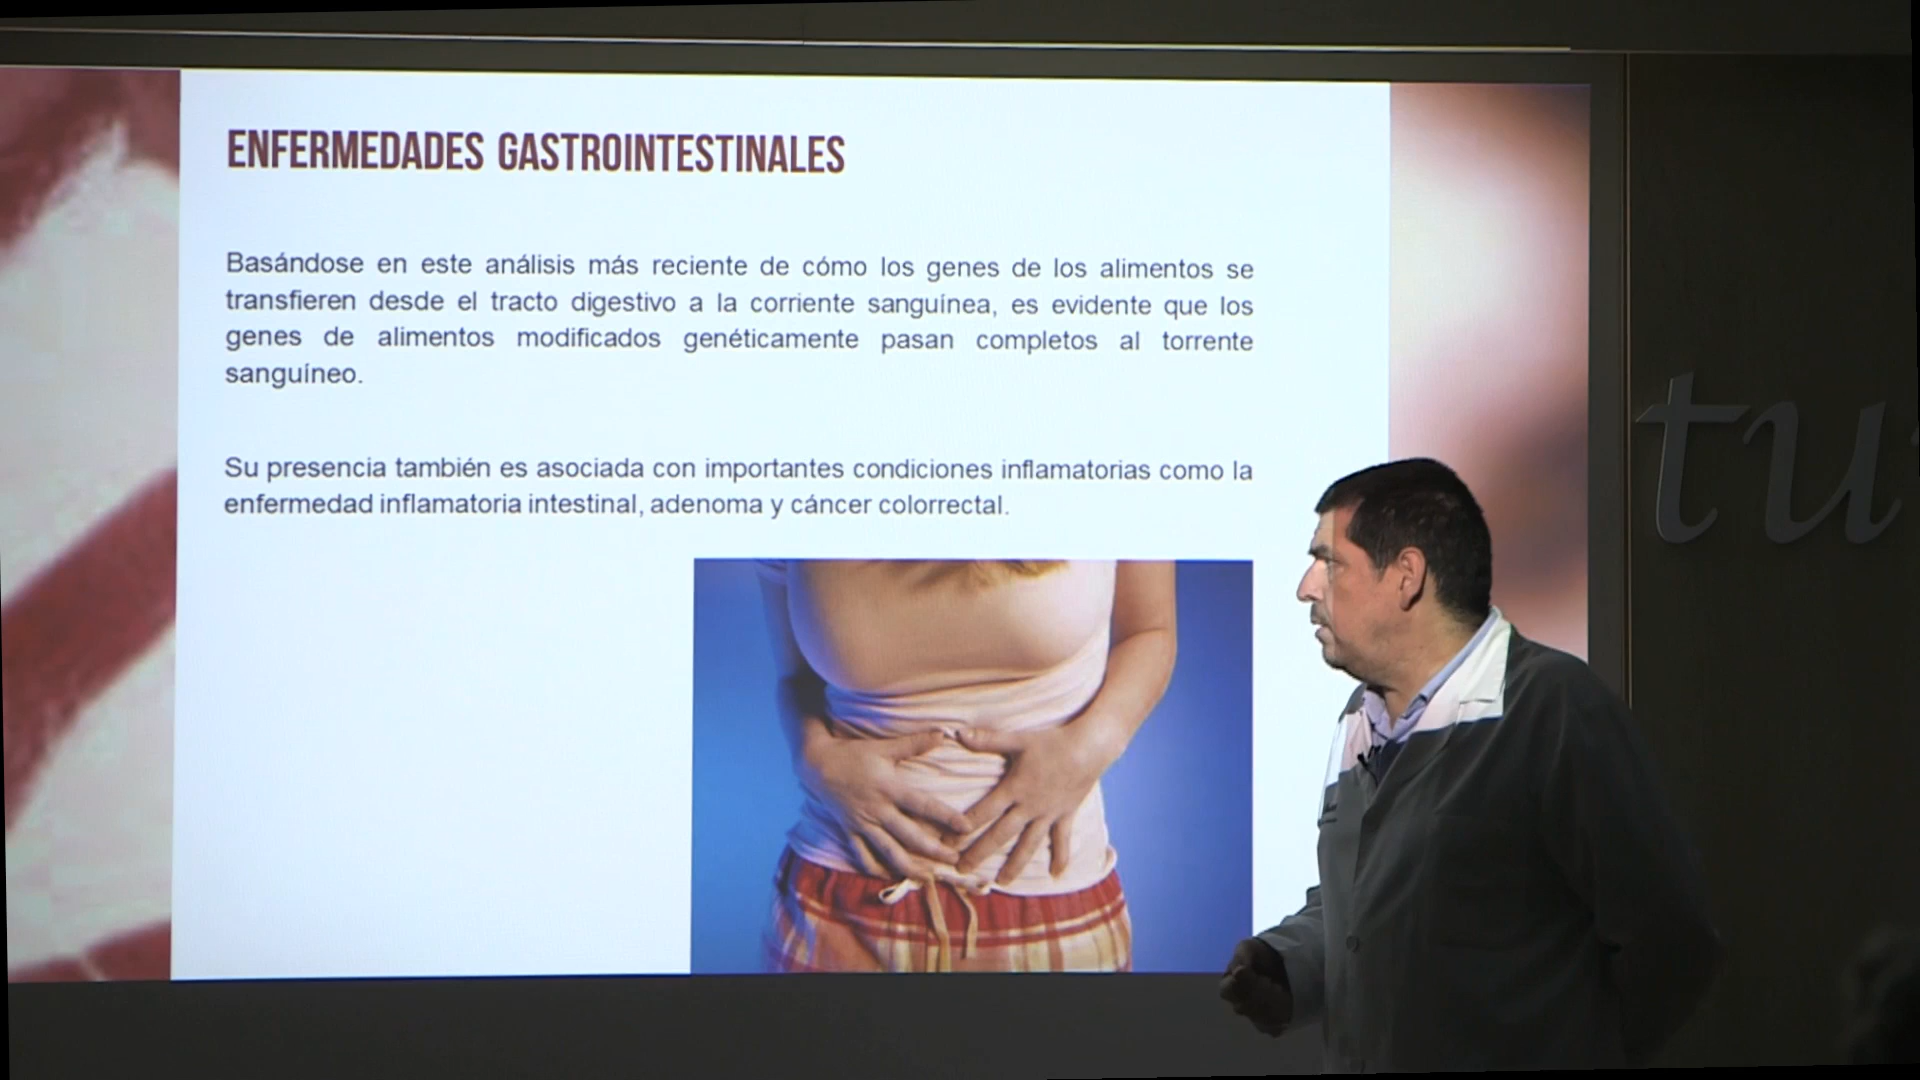 ENFERMEDADES GASTROINTESTINALES
Basándose en este análisis más reciente de cómo los genes de los alimentos se
transfieren desde el tracto digestivo a la corriente sanguínea, es evidente que los
genes de alimentos modificados genéticamente pasan completos al torrente
sanguíneo.
Su presencia también es asociada con importantes condiciones inflamatorias como la
enfermedad inflamatoria intestinal, adenoma y cáncer colorrectal.
tu